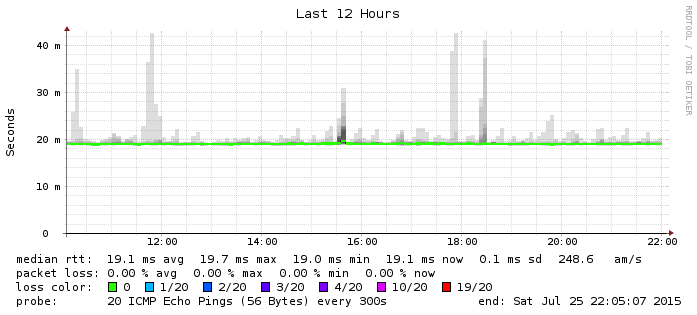 Last 12 Hours
RRDTOOL / TOBI OETIKER
Seconds
40 m
30 m
20 m
10 m
0
12:00 14:00 16:00 18:00 20:00 22:00
median rtt: 19.1 ms avg 19.7 ms max 19.0 ms min 19.1 ms now 0.1 ms sd 248.6 am/s
packet loss: 0.00 % avg 0.00 % max 0.00 % min 0.00 % now
loss color: 0 1/20 2/20 3/20 4/20 10/20 19/20
probe: 20 ICMP Echo Pings (56 Bytes) every 300s end: Sat Jul 25 22:05:07 2015